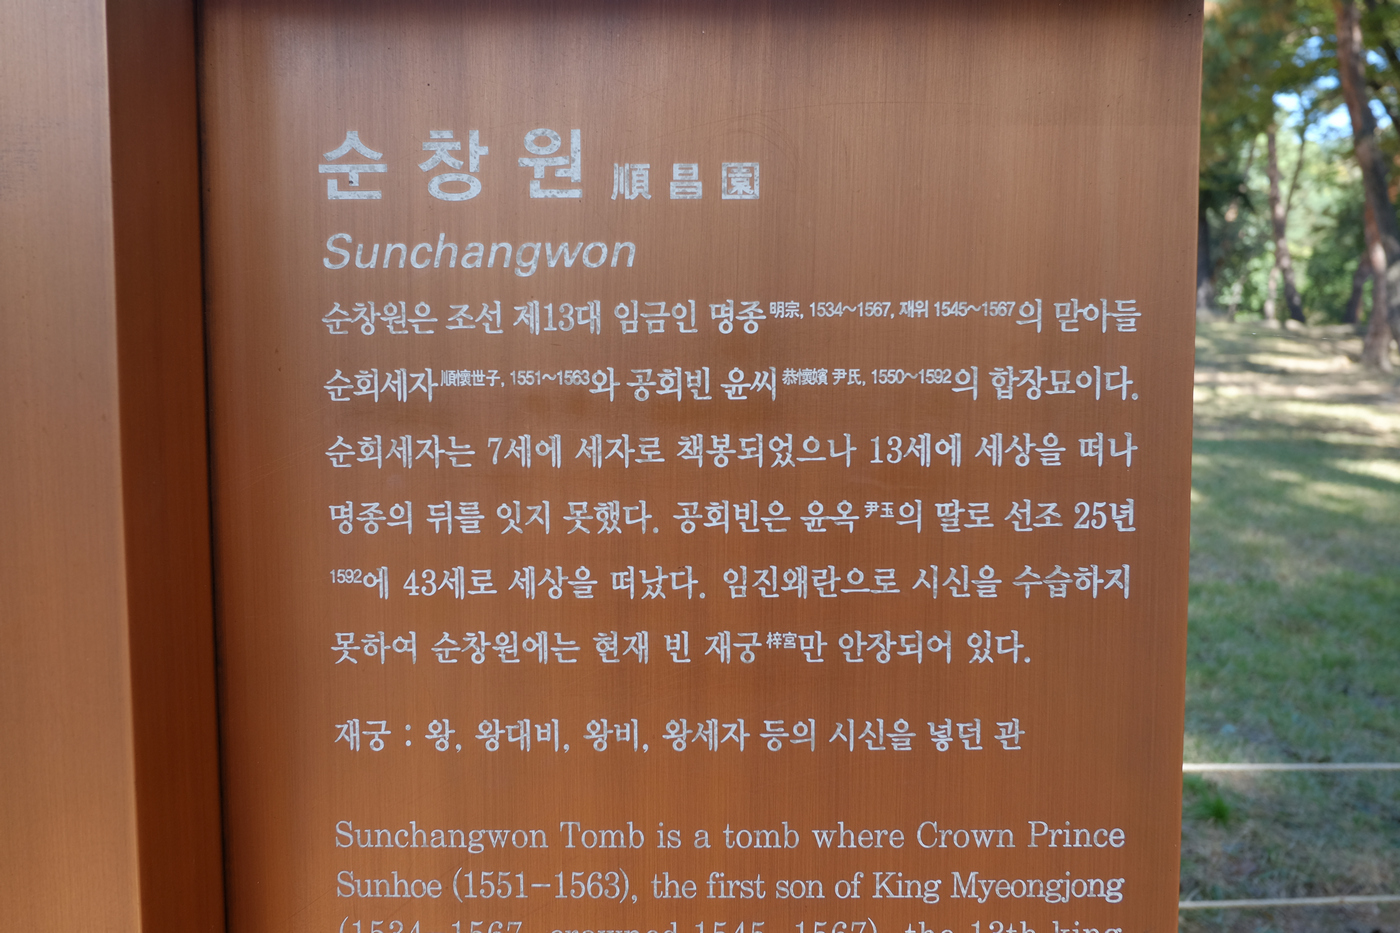 순창원 順昌園
Sunchangwon
순창원은 조선 제13대 임금인 명종明宗, 1534~1567, 재위 1545~1567의 맏아들
순회세자順懷世子, 1551~1563와 공회빈 윤씨恭懷嬪 尹氏, 1550~1592의 합장묘이다.
순회세자는 7세에 세자로 책봉되었으나 13세에 세상을 떠나
명종의 뒤를 잇지 못했다. 공회빈은 윤옥尹玉의 딸로 선조 25년
1592에 43세로 세상을 떠났다. 임진왜란으로 시신을 수습하지
못하여 순창원에는 현재 빈 재궁梓宮만 안장되어 있다.
재궁 : 왕, 왕대비, 왕비, 왕세자 등의 시신을 넣던 관
Sunchangwon Tomb is a tomb where Crown Prince
Sunhoe (1551-1563), the first son of King Myeongjong
(1534-1567, crowned 1545-1567), the 13th king